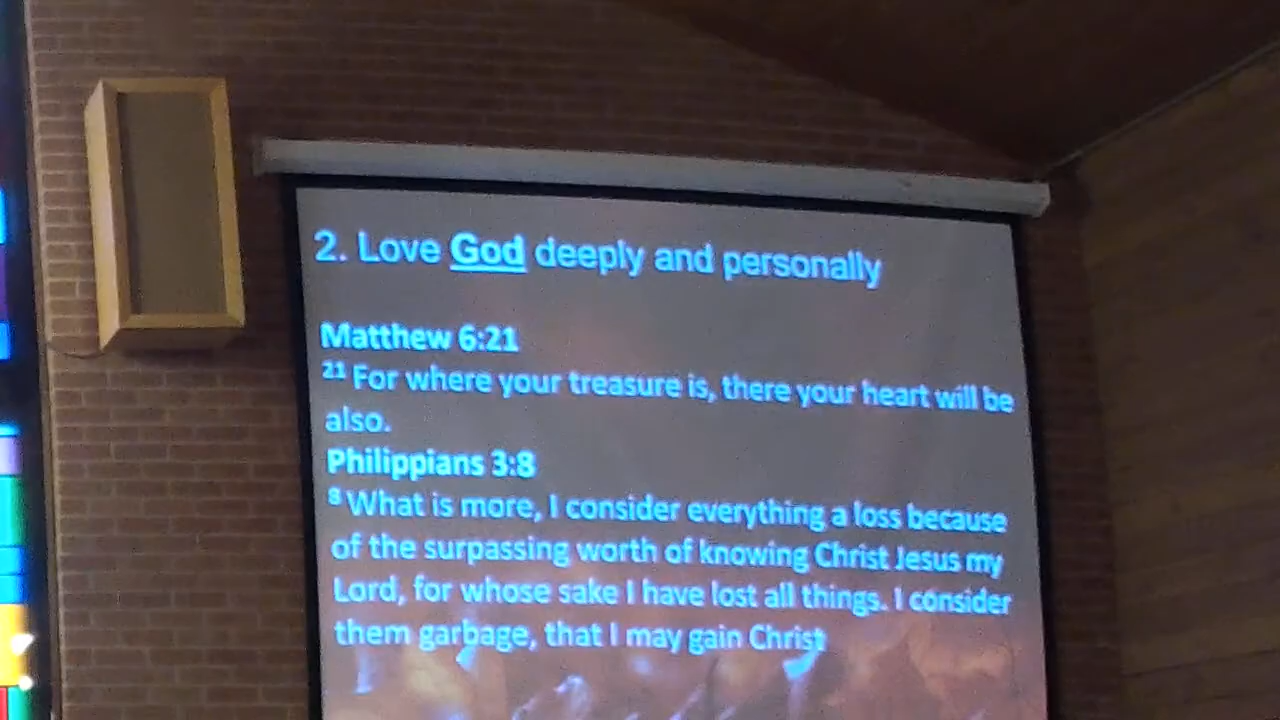 2. Love God deeply and personally
Matthew 6:21
21 For where your treasure is, there your heart will be
also.
Philippians 3:8
8 What is more, I consider everything a loss because
of the surpassing worth of knowing Christ Jesus my
Lord, for whose sake I have lost all things. I consider
them garbage, that I may gain Christ